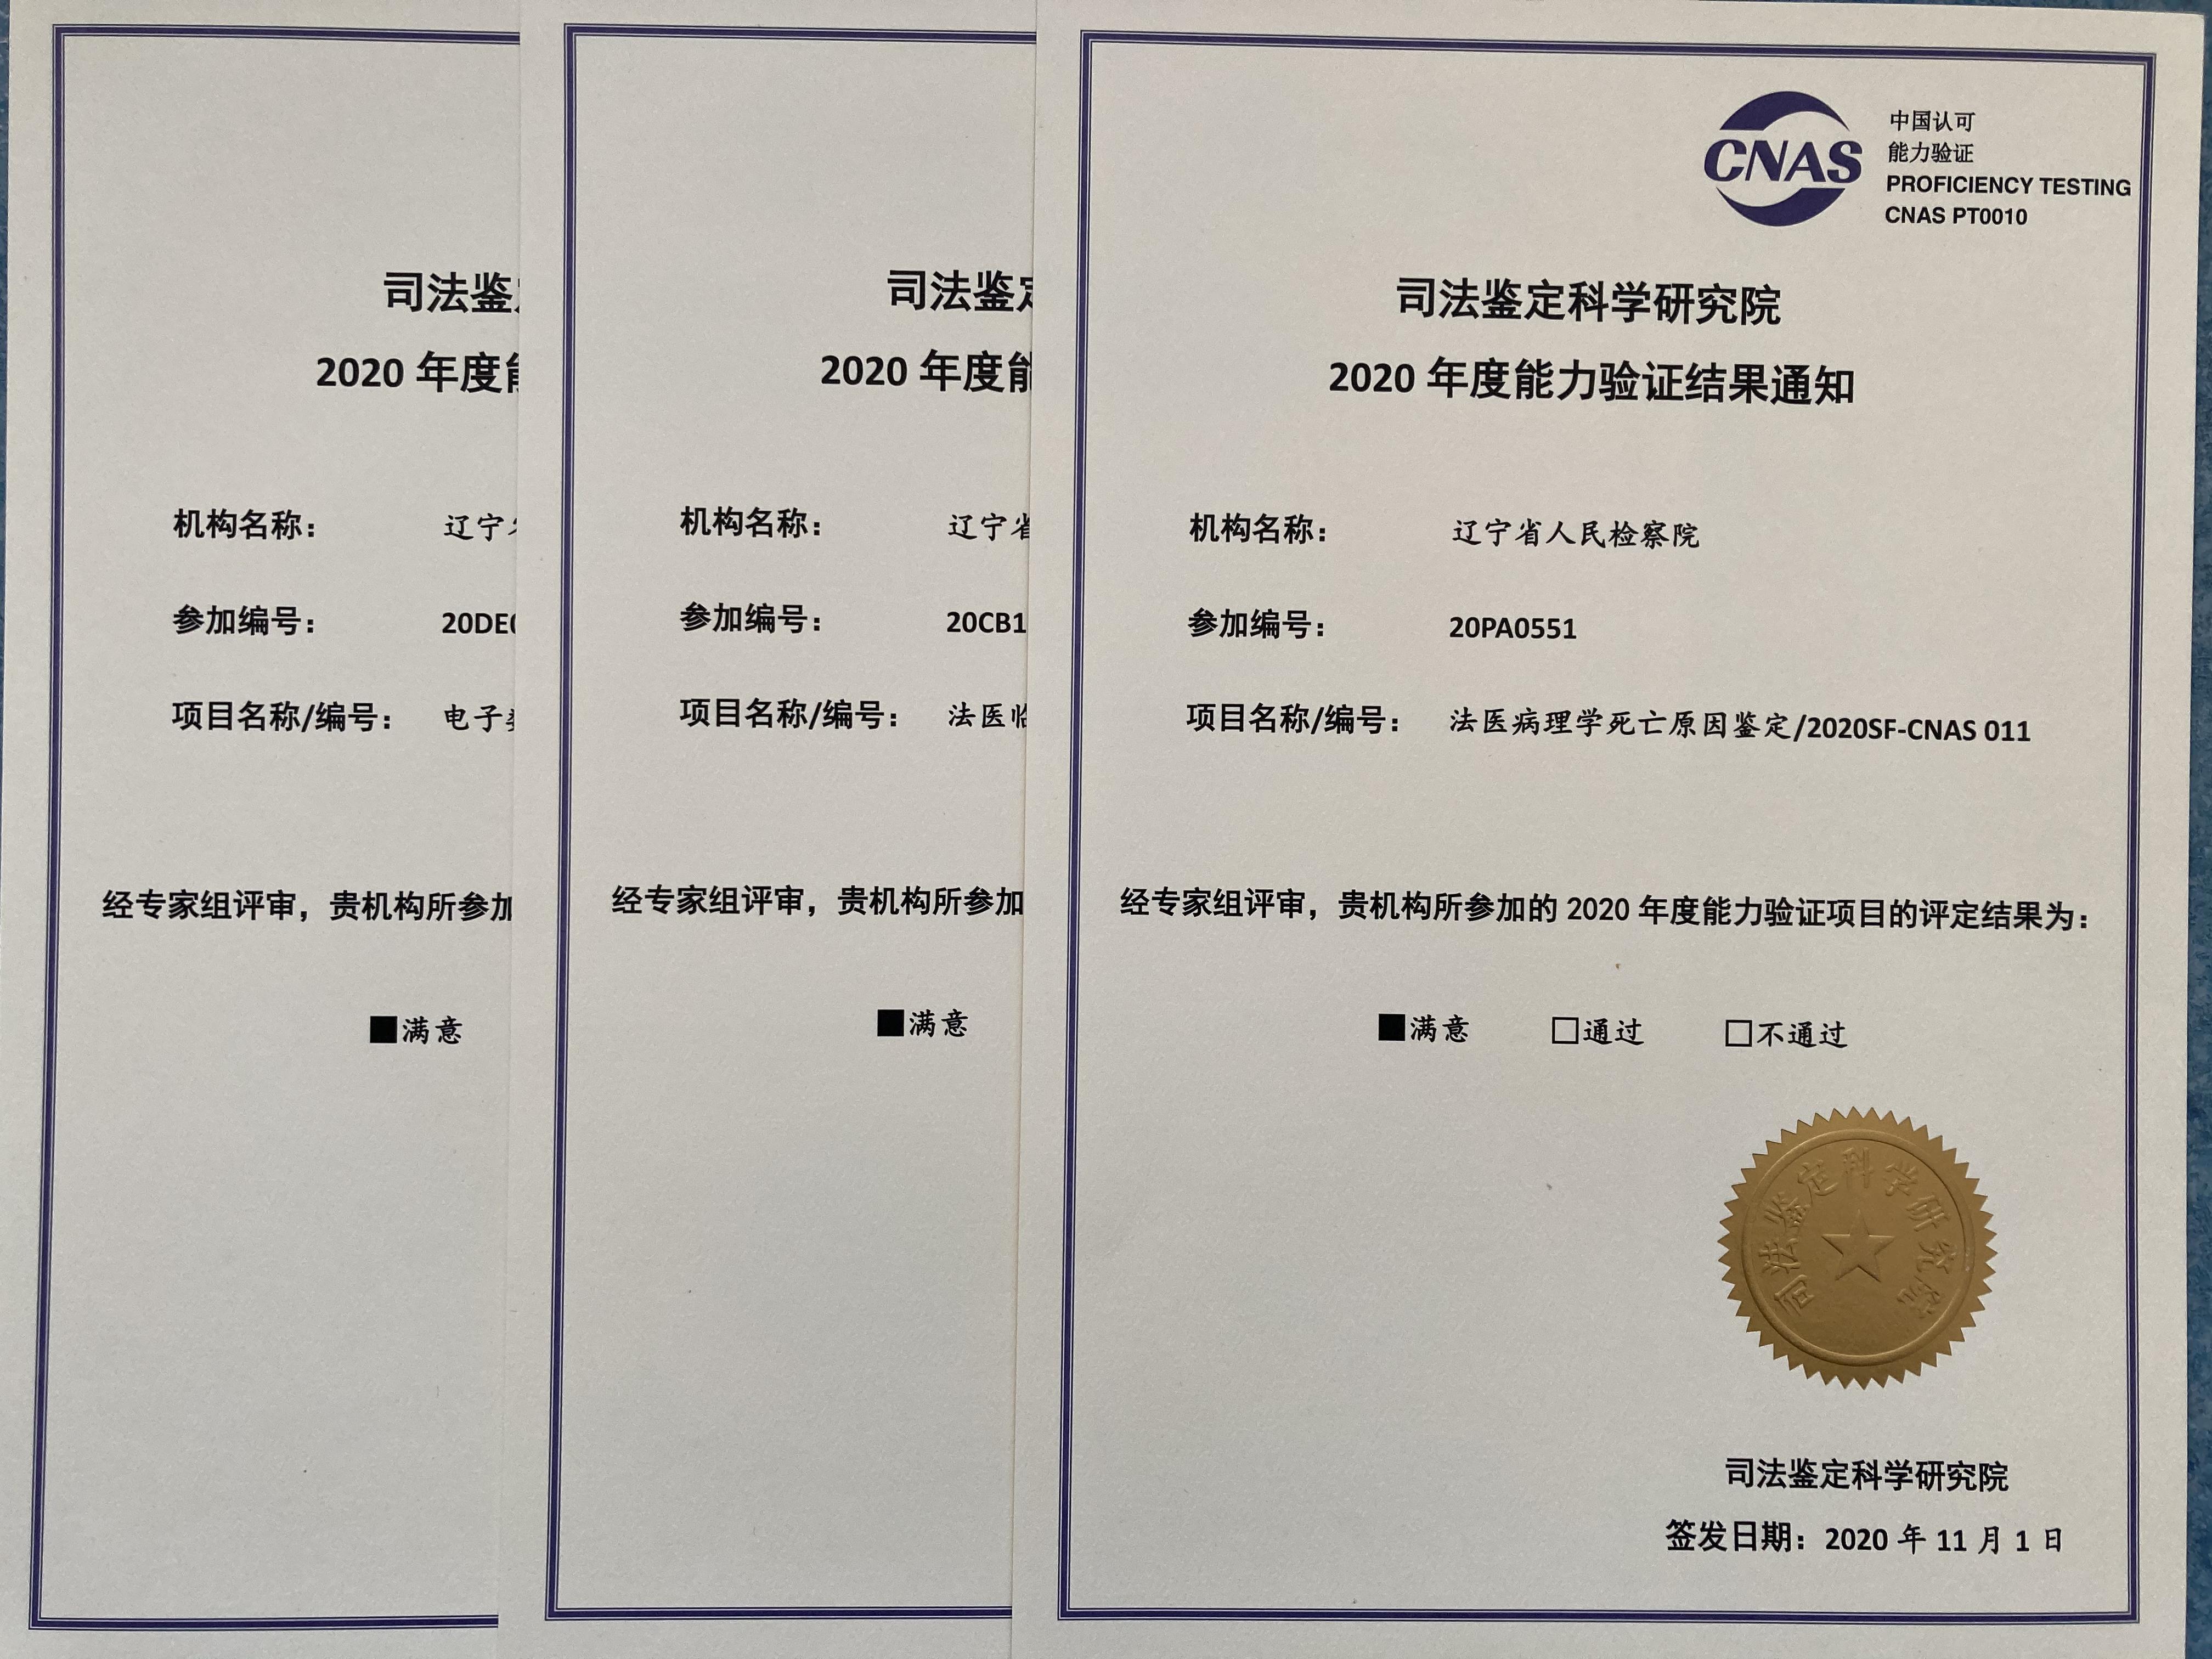 司法鉴
2020 年度能
机构名称： 辽宁省
参加编号： 20DE0
项目名称/编号： 电子
经专家组评审，贵机构所参加
■满意
司法鉴定
2020 年度能
机构名称： 辽宁省
参加编号： 20CB1
项目名称/编号： 法医临
经专家组评审，贵机构所参加
■满意
CNAS
中国认可
能力验证
PROFICIENCY TESTING
CNAS PT0010
司法鉴定科学研究院
2020 年度能力验证结果通知
机构名称： 辽宁省人民检察院
参加编号： 20PA0551
项目名称/编号： 法医病理学死亡原因鉴定/2020SF-CNAS 011
经专家组评审，贵机构所参加的 2020 年度能力验证项目的评定结果为：
■满意 □通过 □不通过
司法鉴定科学研究院
司法鉴定科学研究院
签发日期：2020 年 11 月 1 日